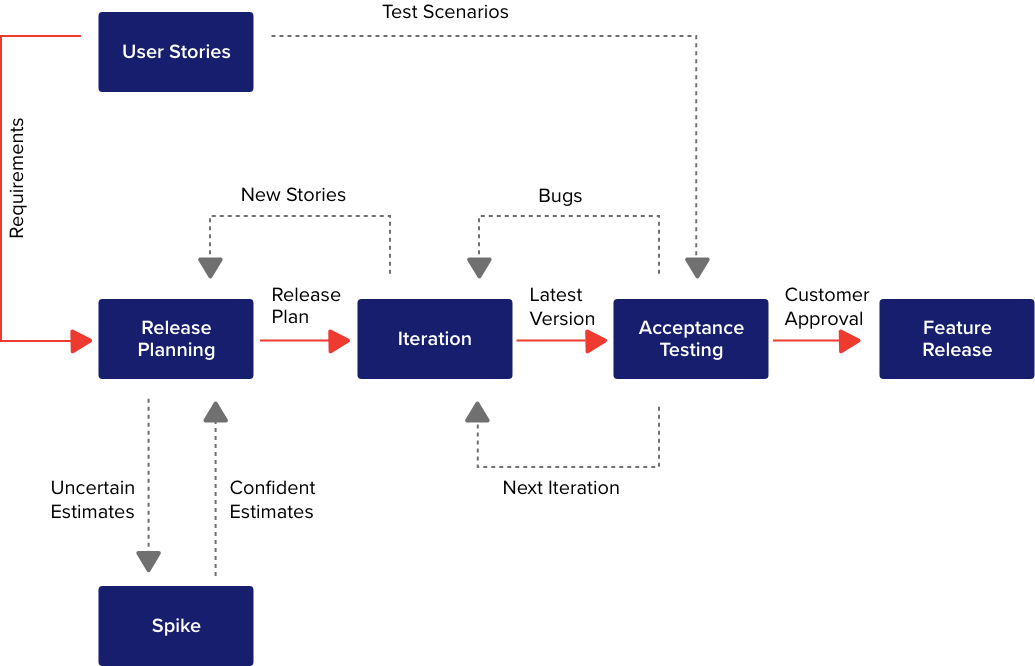 Test Scenarios
User Stories
Requirements
New Stories
Bugs
Release
Plan
Latest
Version
Customer
Approval
Release
Planning
Iteration
Acceptance
Testing
Feature
Release
Uncertain
Estimates
Confident
Estimates
Next Iteration
Spike